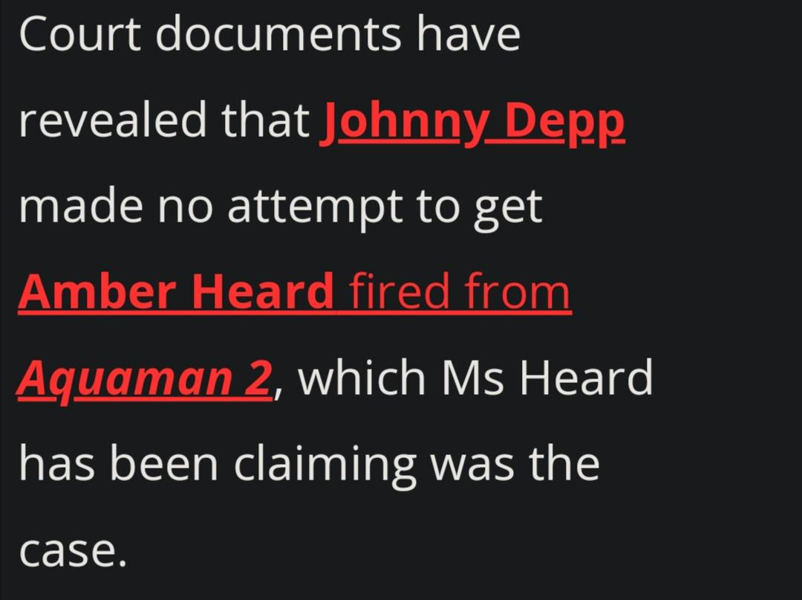 Court documents have
revealed that Johnny Depp
made no attempt to get
Amber Heard fired from
Aquaman 2, which Ms Heard
has been claiming was the
case.